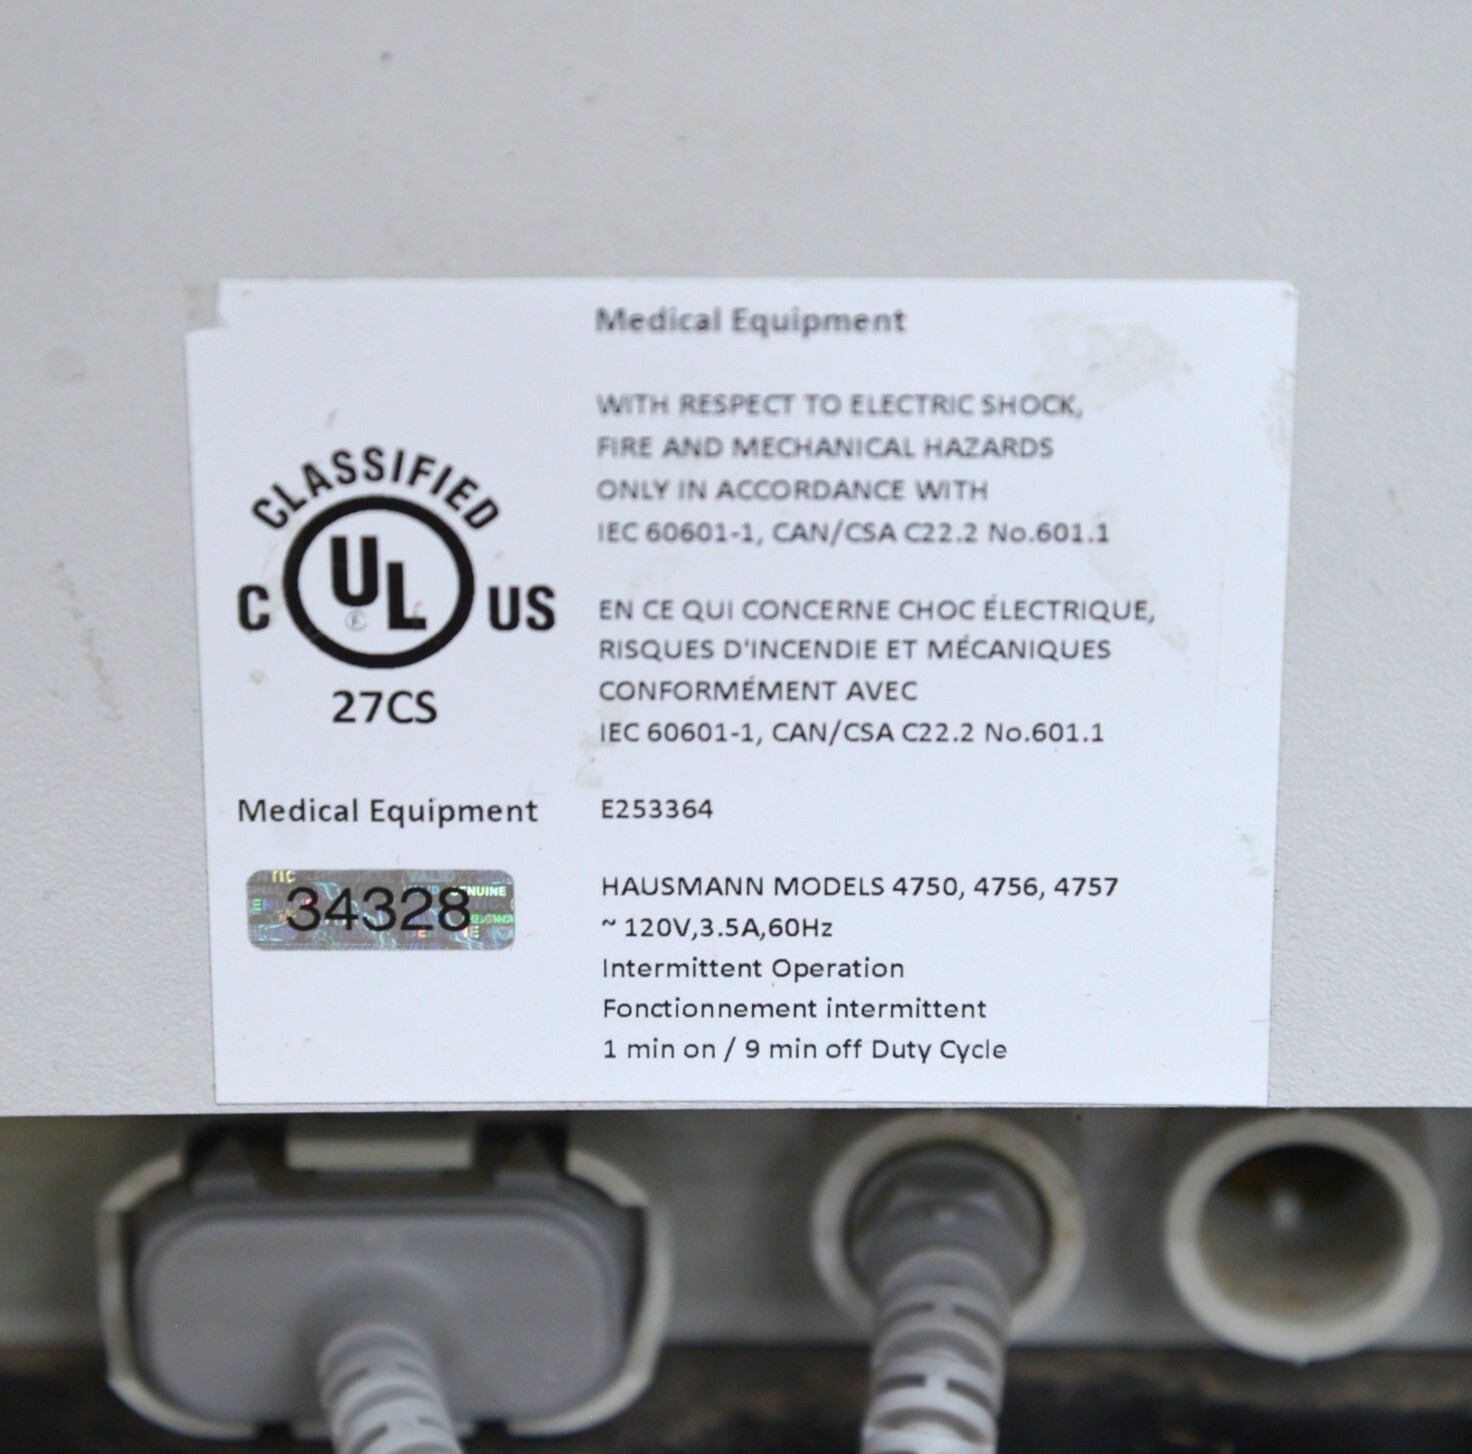 Medical Equipment
WITH RESPECT TO ELECTRIC SHOCK,
FIRE AND MECHANICAL HAZARDS
ONLY IN ACCORDANCE WITH
IEC 60601-1, CAN/CSA C22.2 No.601.1
EN CE QUI CONCERNE CHOC ÉLECTRIQUE,
RISQUES D'INCENDIE ET MÉCANIQUES
CONFORMÉMENT AVEC
IEC 60601-1, CAN/CSA C22.2 No.601.1
CLASSIFIED
C UL US
27CS
Medical Equipment
34328
E253364
HAUSMANN MODELS 4750, 4756, 4757
~ 120V,3.5A,60Hz
Intermittent Operation
Fonctionnement intermittent
1 min on / 9 min off Duty Cycle